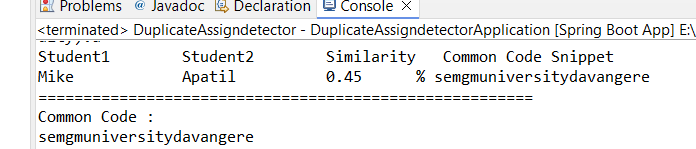 Problems @ Javadoc Declaration Console
<terminated> DuplicateAssigndetector - DuplicateAssigndetectorApplication [Spring Boot App] E:\
Student1 Student2 Similarity Common Code Snippet
Mike Apatil 0.45 % semgmuniversitydavangere
=======================================================
Common Code :
semgmuniversitydavangere